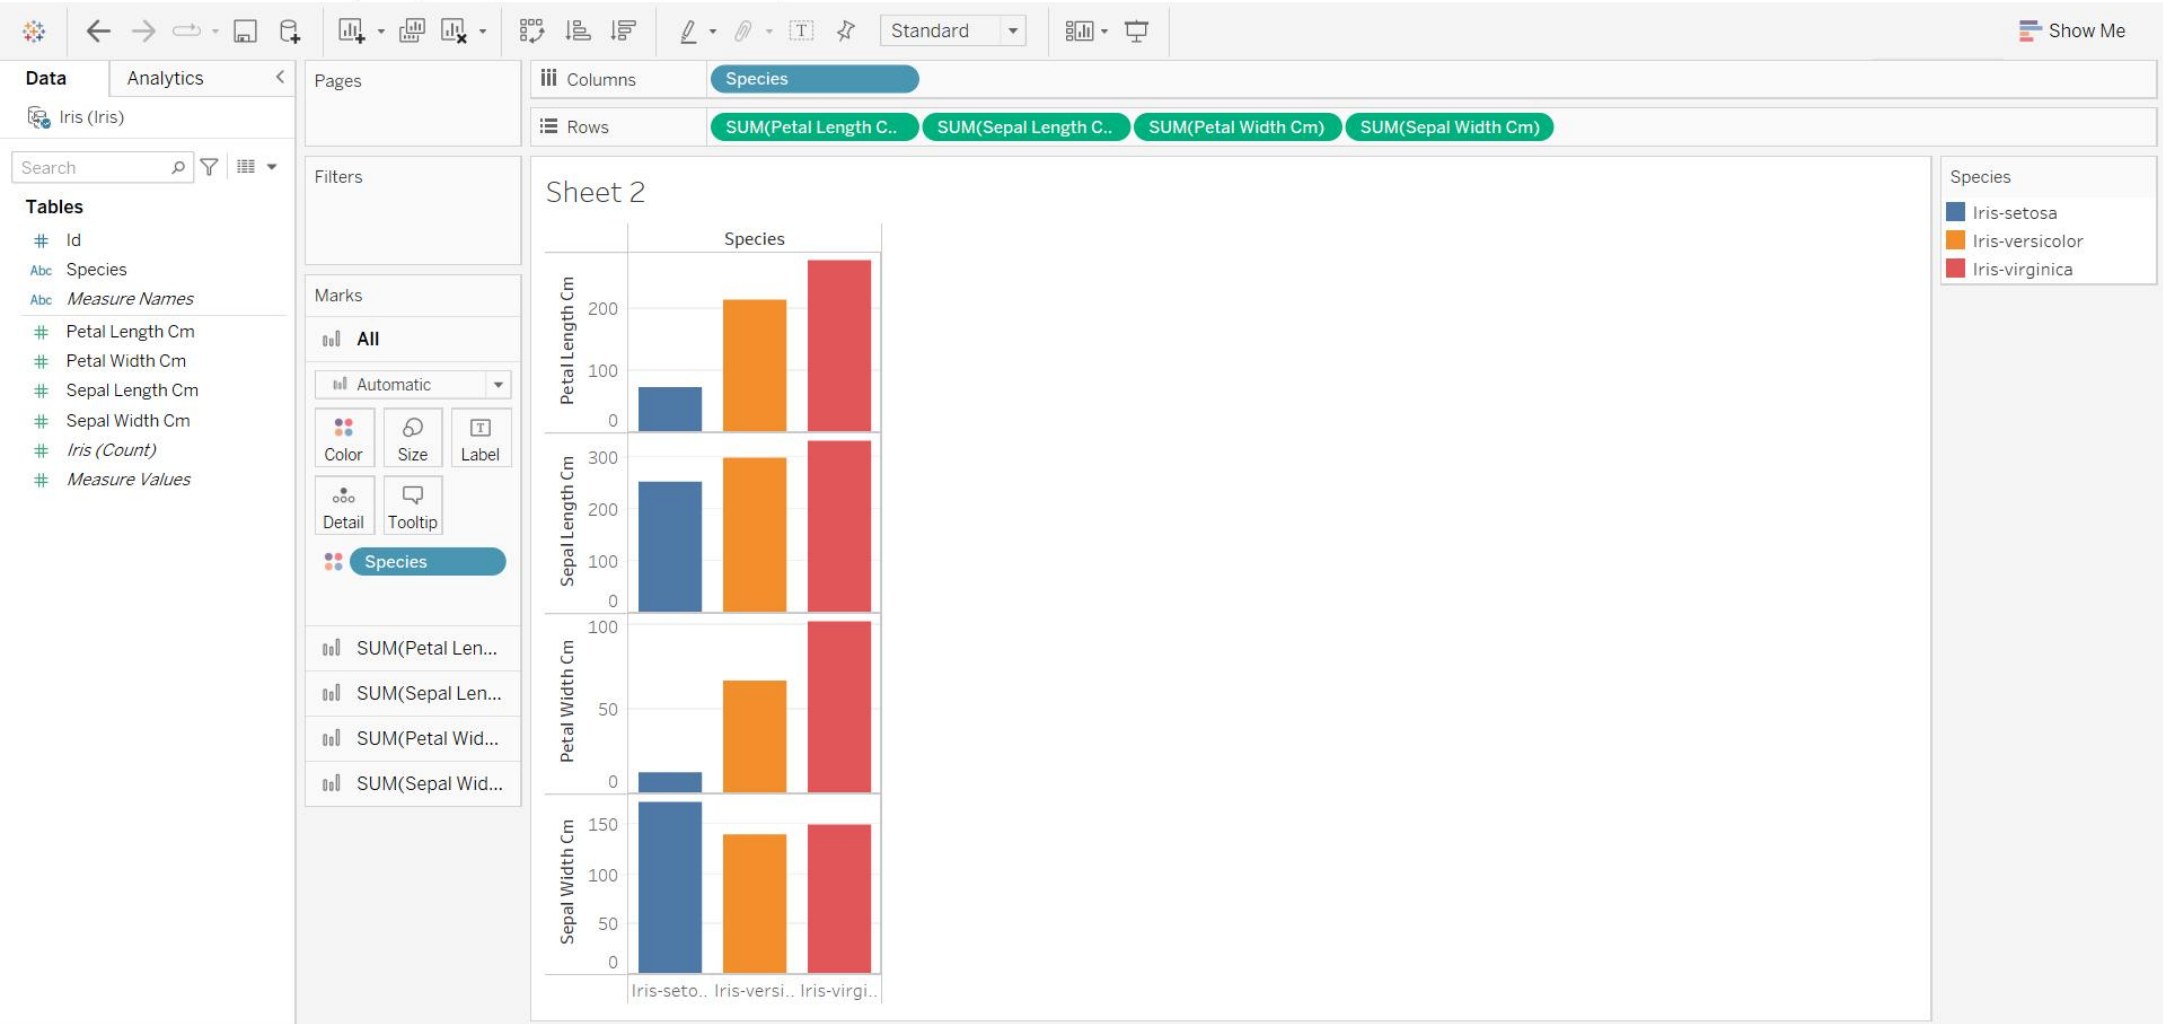 Standard
Show Me
Data
Analytics
Iris (Iris)
Search
Tables
Id
Abc Species
Abc Measure Names
Petal Length Cm
Petal Width Cm
Sepal Length Cm
Sepal Width Cm
Iris (Count)
Measure Values
Pages
Filters
Marks
All
Automatic
Color Size Label
Detail Tooltip
Species
SUM(Petal Len...
SUM(Sepal Len...
SUM(Petal Wid...
SUM(Sepal Wid...
Columns
Species
Rows
SUM(Petal Length C.. SUM(Sepal Length C.. SUM(Petal Width Cm) SUM(Sepal Width Cm)
Sheet 2
Species
Petal Length Cm
200
100
0
Sepal Length Cm
300
200
100
0
Petal Width Cm
100
50
0
Sepal Width Cm
150
100
50
0
Iris-seto.. Iris-versi.. Iris-virgi..
Species
Iris-setosa
Iris-versicolor
Iris-virginica